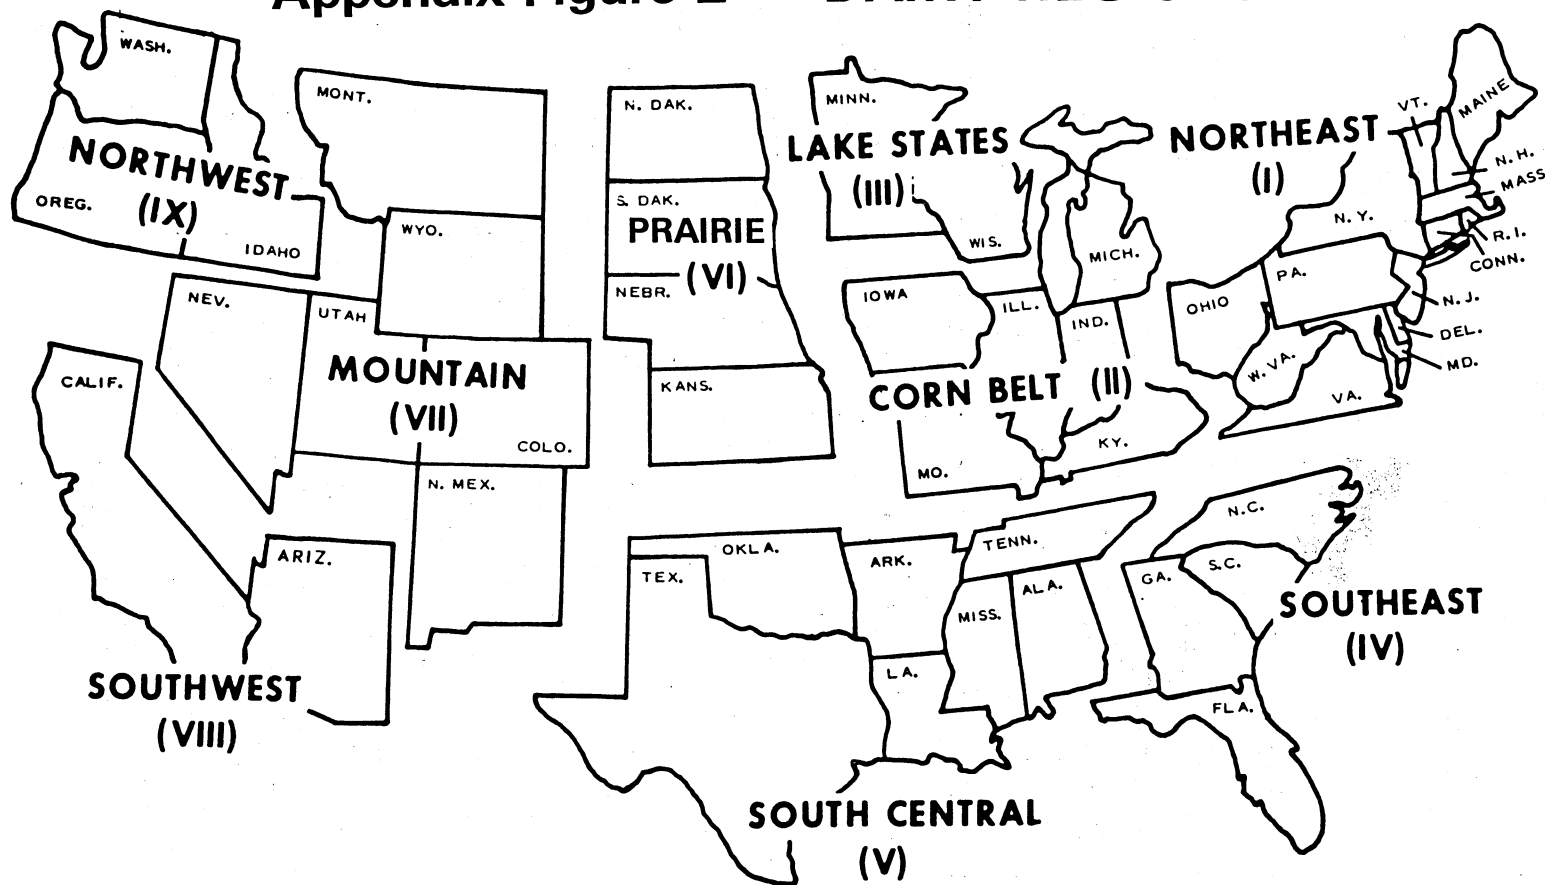 Appendix Figure
WASH.
MONT.
N. DAK.
MINN.
VT.
MAINE
LAKE STATES
(III)
NORTHEAST
(I)
NORTHWEST
(IX)
N. H.
MASS
OREG.
IDAHO
WYO.
S. DAK.
PRAIRIE
(VI)
NEBR.
WIS.
MICH.
N. Y.
R. I.
CONN.
PA.
NEV.
UTAH
IOWA
ILL.
IND.
OHIO
N. J.
DEL.
MD.
W. VA.
VA.
CALIF.
MOUNTAIN
(VII)
COLO.
KANS.
CORN BELT (II)
KY.
MO.
N. MEX.
N.C.
ARIZ.
OKLA.
TEX.
ARK.
TENN.
S.C.
GA.
ALA.
MISS.
SOUTHEAST
(IV)
LA.
FLA.
SOUTHWEST
(VIII)
SOUTH CENTRAL
(V)